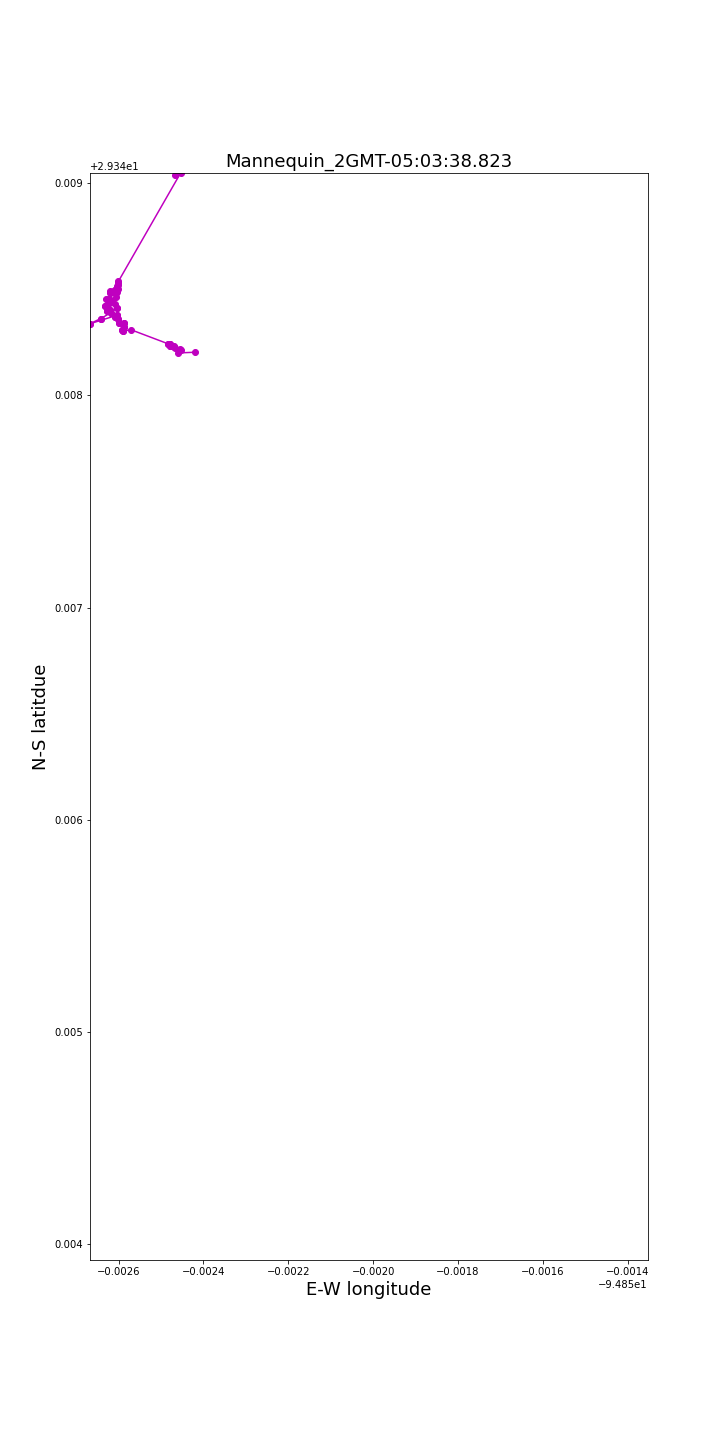 Mannequin_2GMT-05:03:38.823
+2.934e1
0.009
0.008
0.007
0.006
0.005
0.004
N-S latitdue
−0.0026 −0.0024 −0.0022 −0.0020 −0.0018 −0.0016 −0.0014
−9.485e1
E-W longitude